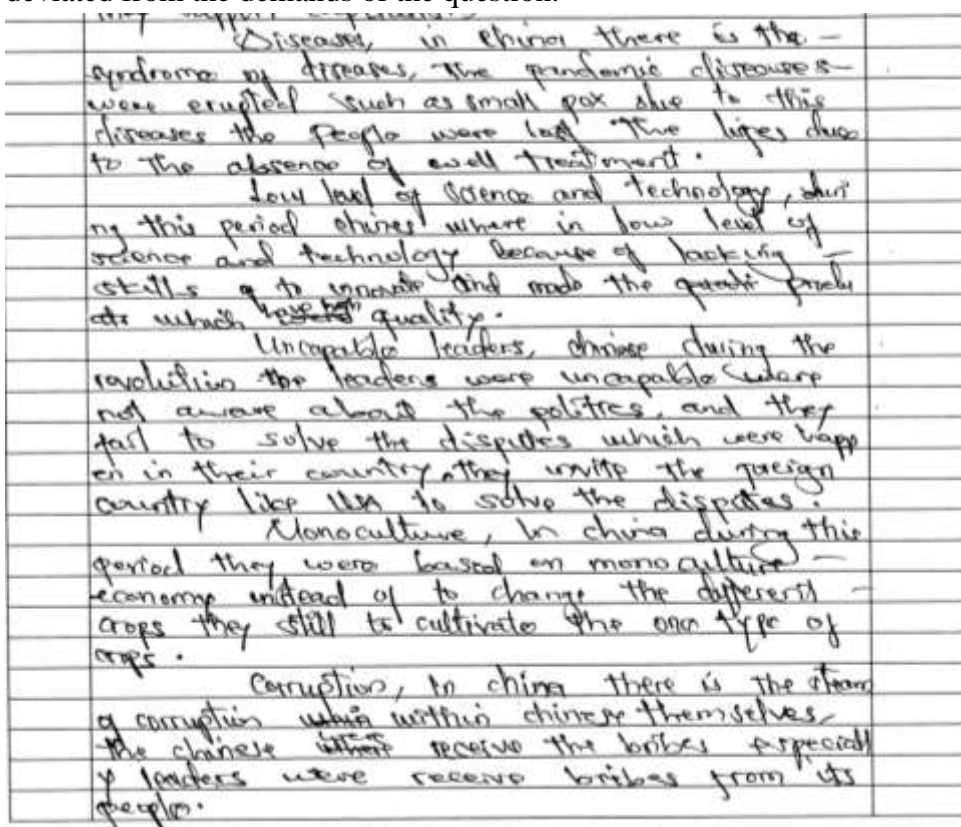 deviated from the demands of the question.
may support
Diseases, in china there is the -
syndrome of diseases, the pandemic diseases-
were erupted such as small pox due to this
diseases the people were lost the lifes due
to the absence of well treatment.
Low level of science and technology, duri
ng this period chines where in low level of
science and technology because of lacking -
skills to innovate and made the produ
cts which have high quality.
Uncapable leaders, chinese during the
revolution the leaders were uncapable were
not aware about the politics, and they
fail to solve the disputes which were happ
en in their country, they invite the foreign
country like USA to solve the disputes.
Monoculture, In china during this
period they were based on monoculture -
economy instead of to change the different -
crops they still to cultivate the one type of
crops.
Corruption, In china there is the steam
of corruption within chinese themselves,
the chinese receive the bribes especiall
y leaders were receive bribes from its
people.